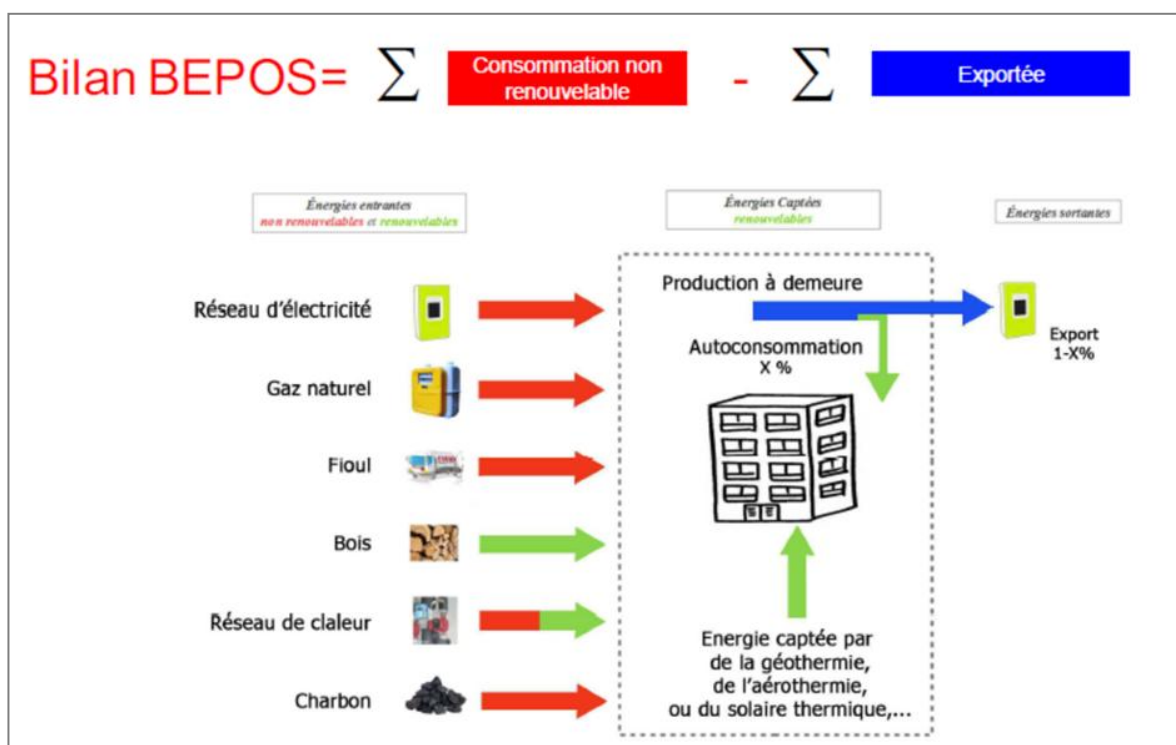 Bilan BEPOS= ∑ Consommation non renouvelable - ∑ Exportée
Énergies entrantes
non renouvelables et renouvelables
Énergies Captées
renouvelables
Énergies sortantes
Réseau d'électricité
Gaz naturel
Fioul
Bois
Réseau de claleur
Charbon
Production à demeure
Autoconsommation
X %
Export
1-X%
Energie captée par
de la géothermie,
de l'aérothermie,
ou du solaire thermique,...